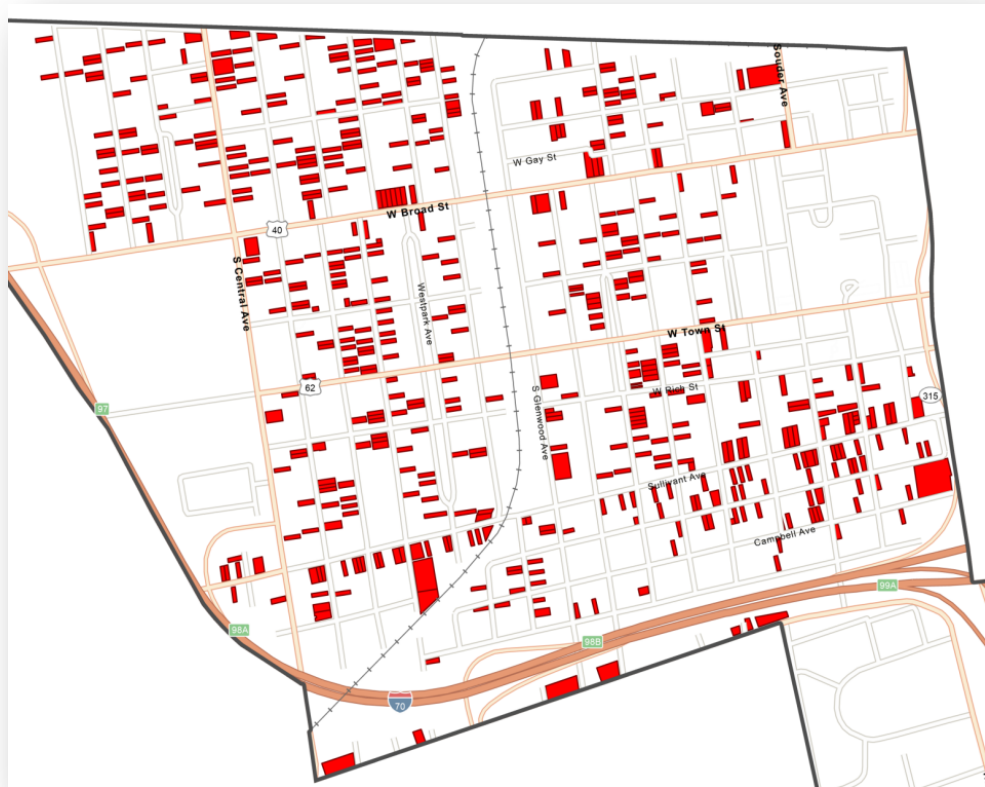 Souder Ave
W Gay St
W Broad St
40
S Central Ave
Westpark Ave
W Town St
62
W Rich St
97
315
S Glenwood Ave
Sullivant Ave
Campbell Ave
99A
98A
98B
70